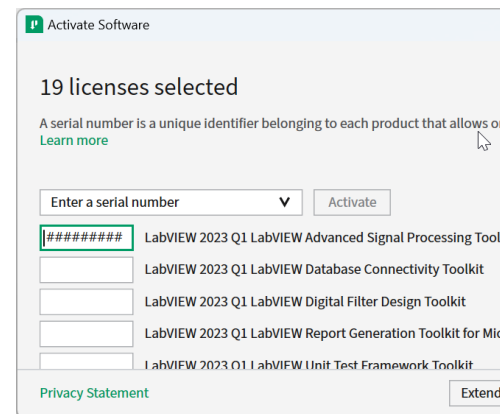 Activate Software
19 licenses selected
A serial number is a unique identifier belonging to each product that allows
Learn more
Enter a serial number
Activate
######### LabVIEW 2023 Q1 LabVIEW Advanced Signal Processing Tool
LabVIEW 2023 Q1 LabVIEW Database Connectivity Toolkit
LabVIEW 2023 Q1 LabVIEW Digital Filter Design Toolkit
LabVIEW 2023 Q1 LabVIEW Report Generation Toolkit for Mic
LabVIEW 2023 Q1 LabVIEW Unit Test Framework Toolkit
Privacy Statement
Extend